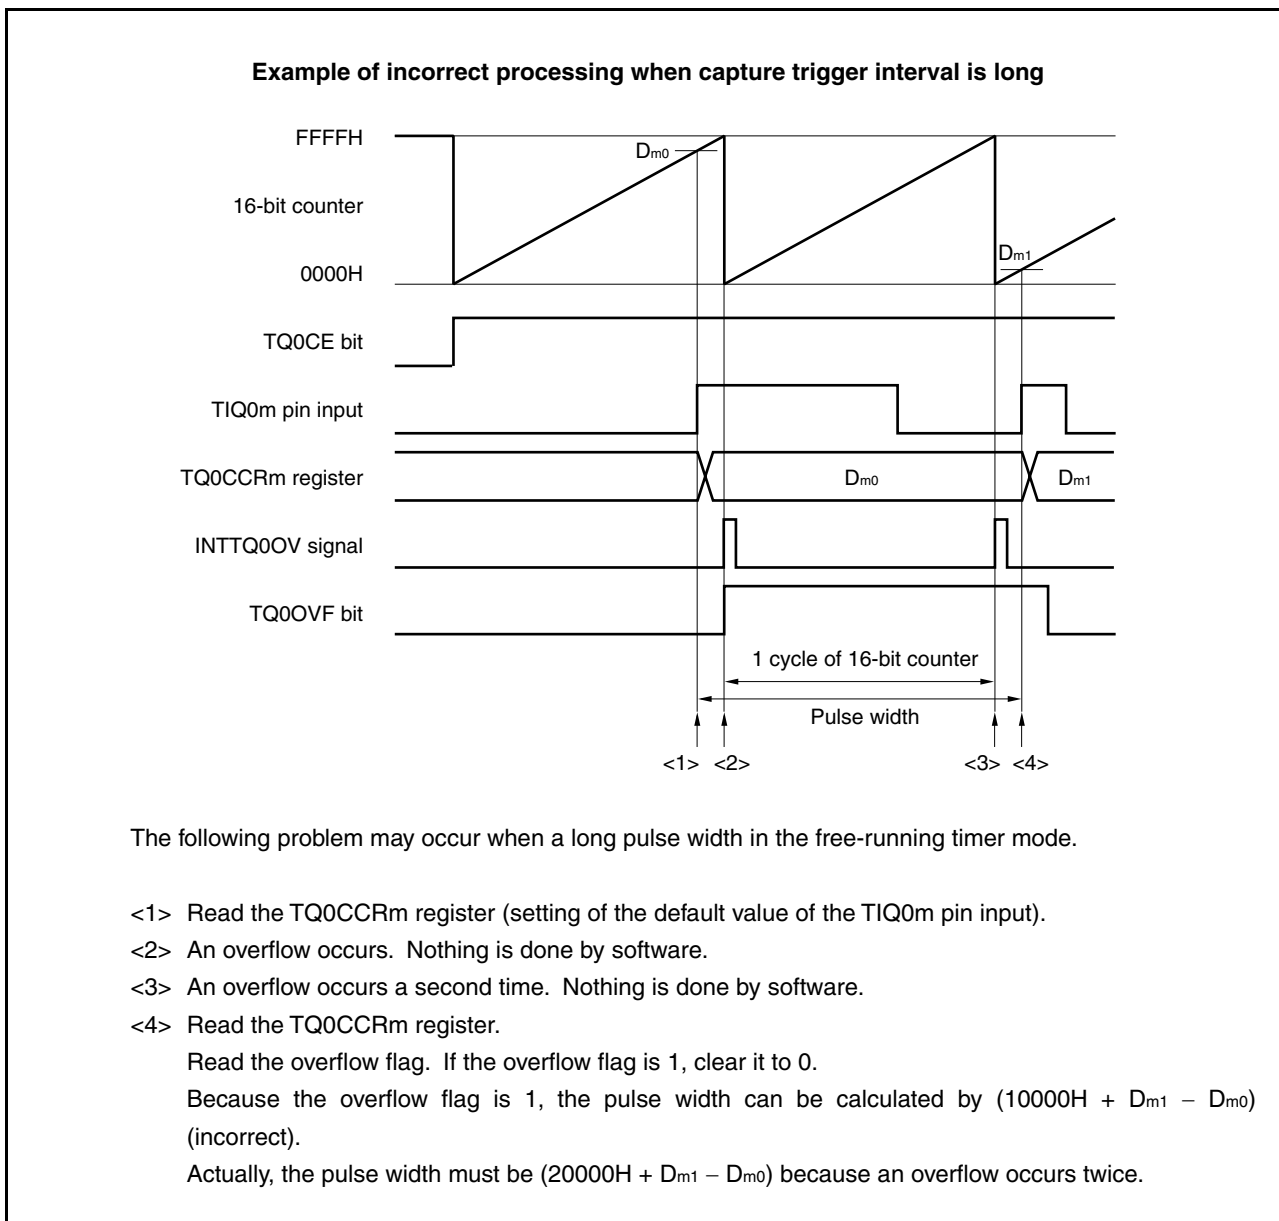 Example of incorrect processing when capture trigger interval is long
FFFFH
Dm0
16-bit counter
Dm1
0000H
TQ0CE bit
TIQ0m pin input
TQ0CCRm register
Dm0
Dm1
INTTQ0OV signal
TQ0OVF bit
1 cycle of 16-bit counter
Pulse width
<1> <2> <3> <4>
The following problem may occur when a long pulse width in the free-running timer mode.
<1> Read the TQ0CCRm register (setting of the default value of the TIQ0m pin input).
<2> An overflow occurs. Nothing is done by software.
<3> An overflow occurs a second time. Nothing is done by software.
<4> Read the TQ0CCRm register.
Read the overflow flag. If the overflow flag is 1, clear it to 0.
Because the overflow flag is 1, the pulse width can be calculated by (10000H + Dm1 − Dm0)
(incorrect).
Actually, the pulse width must be (20000H + Dm1 − Dm0) because an overflow occurs twice.